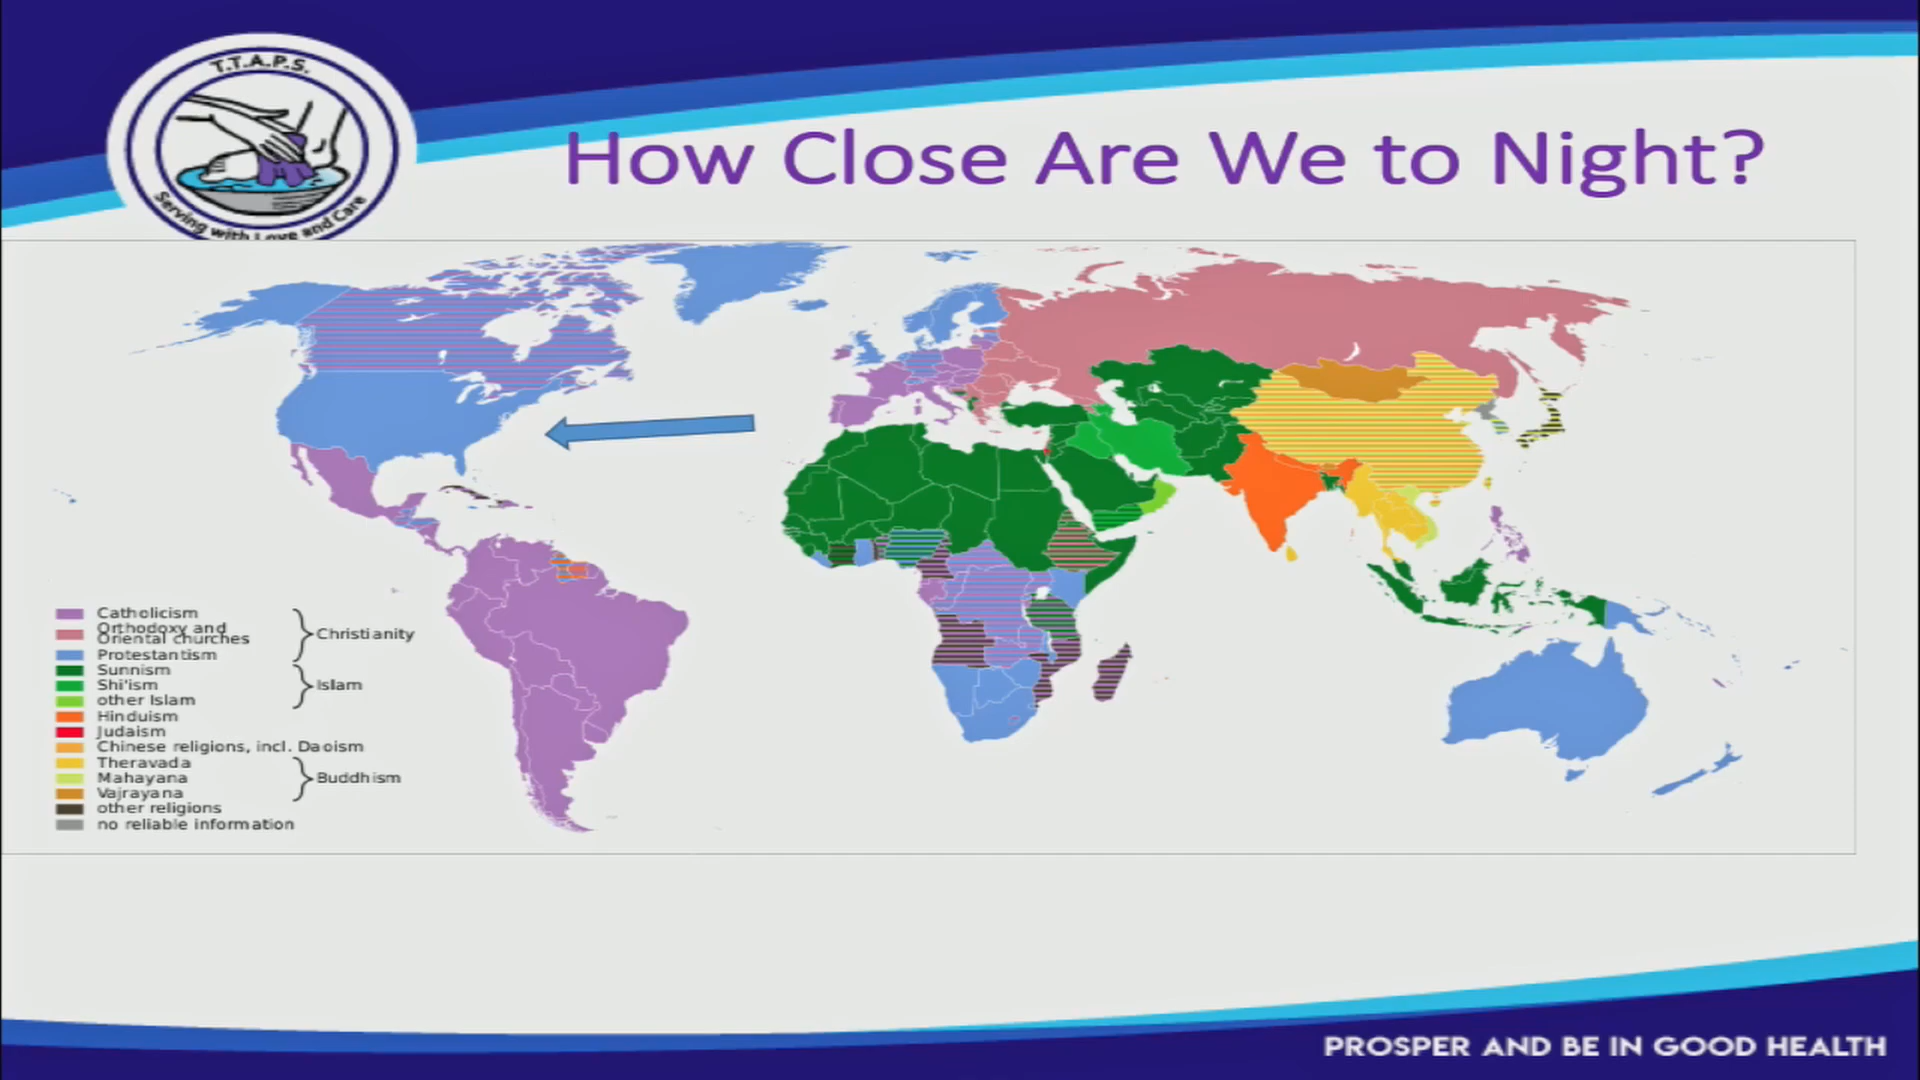 T.T.A.P.S.
Serving with Love and Care
How Close Are We to Night?
Catholicism
Orthodoxy and
Oriental churches
Protestantism
Christianity
Sunnism
Shi'ism
other Islam
Islam
Hinduism
Judaism
Chinese religions, incl. Daoism
Theravada
Mahayana
Vajrayana
Buddhism
other religions
no reliable information
PROSPER AND BE IN GOOD HEALTH